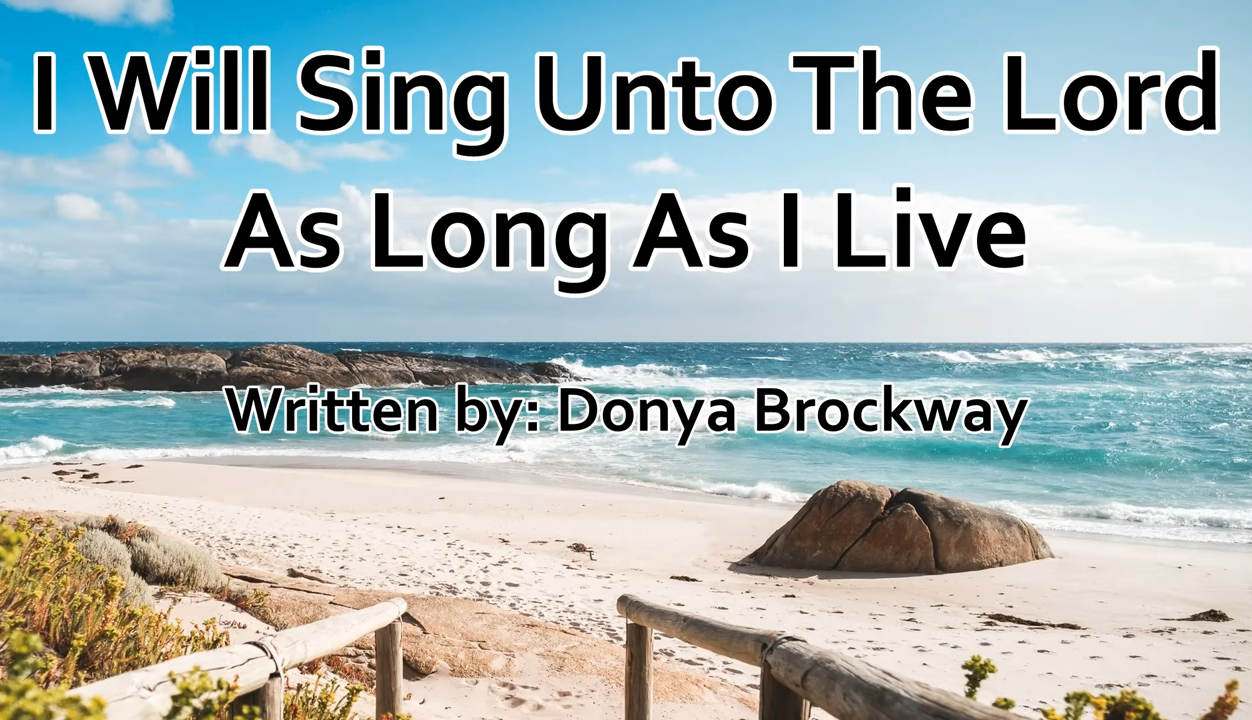 I Will Sing Unto The Lord
As Long As I Live
Written by: Donya Brockway